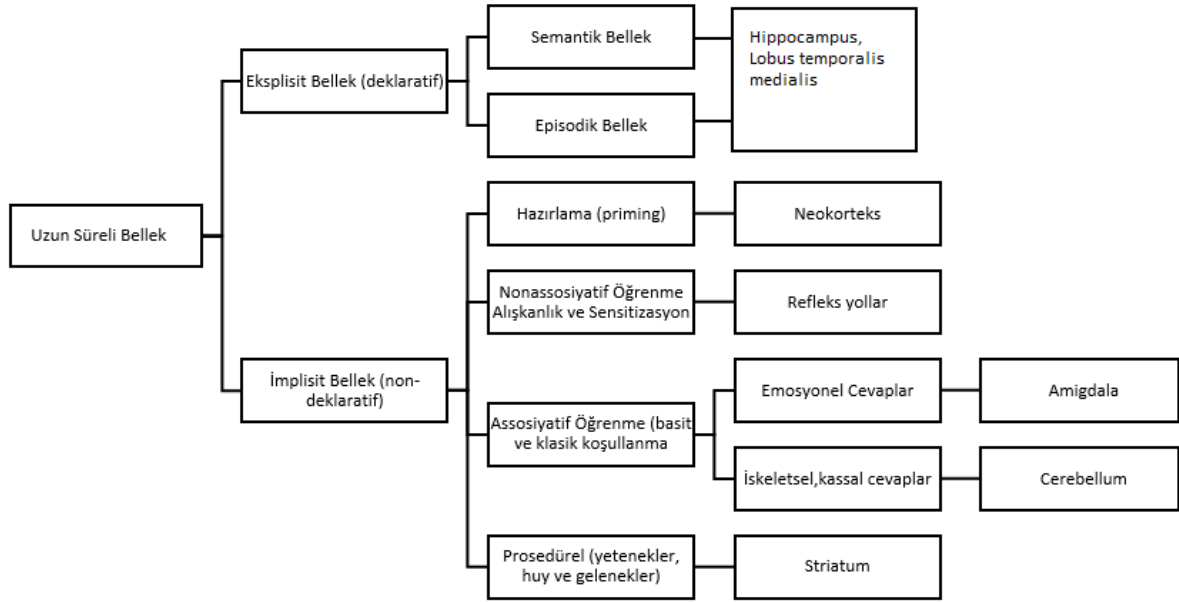 Uzun Süreli Bellek
Eksplisit Bellek (deklaratif)
Semantik Bellek
Episodik Bellek
Hippocampus,
Lobus temporalis
medialis
İmplisit Bellek (non-
deklaratif)
Hazırlama (priming)
Neokorteks
Nonassosiyatif Öğrenme
Alışkanlık ve Sensitizasyon
Refleks yollar
Assosiyatif Öğrenme (basit
ve klasik koşullanma
Emosyonel Cevaplar
Amigdala
İskeletsel,kassal cevaplar
Cerebellum
Prosedürel (yetenekler,
huy ve gelenekler)
Striatum